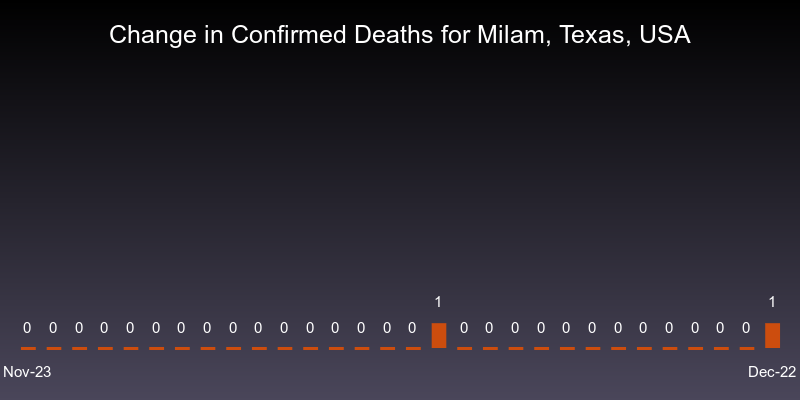 Change in Confirmed Deaths for Milam, Texas, USA
1 1
0 0 0 0 0 0 0 0 0 0 0 0 0 0 0 0 0 0 0 0 0 0 0 0 0 0 0 0
Nov-23 Dec-22